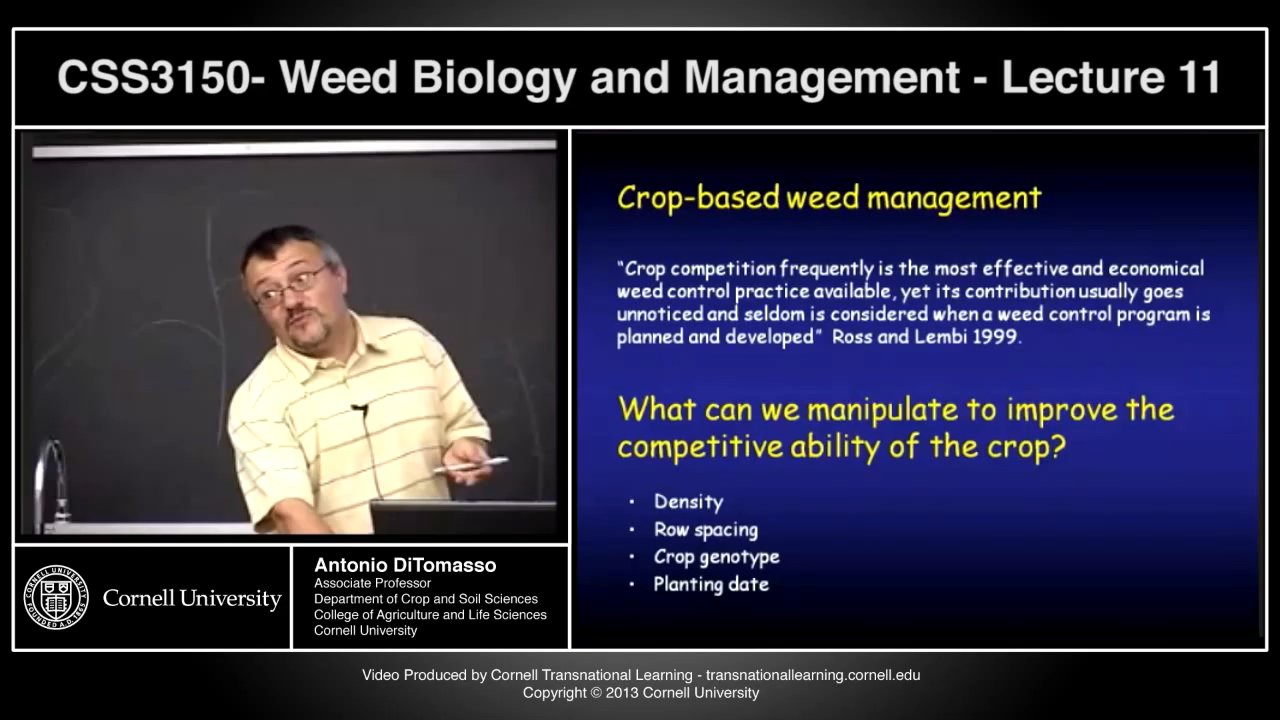 CSS3150- Weed Biology and Management - Lecture 11
Crop-based weed management
"Crop competition frequently is the most effective and economical
weed control practice available, yet its contribution usually goes
unnoticed and seldom is considered when a weed control program is
planned and developed" Ross and Lembi 1999.
What can we manipulate to improve the
competitive ability of the crop?
• Density
• Row spacing
• Crop genotype
• Planting date
Cornell University
Antonio DiTomasso
Associate Professor
Department of Crop and Soil Sciences
College of Agriculture and Life Sciences
Cornell University
Video Produced by Cornell Transnational Learning - transnationallearning.cornell.edu
Copyright © 2013 Cornell University